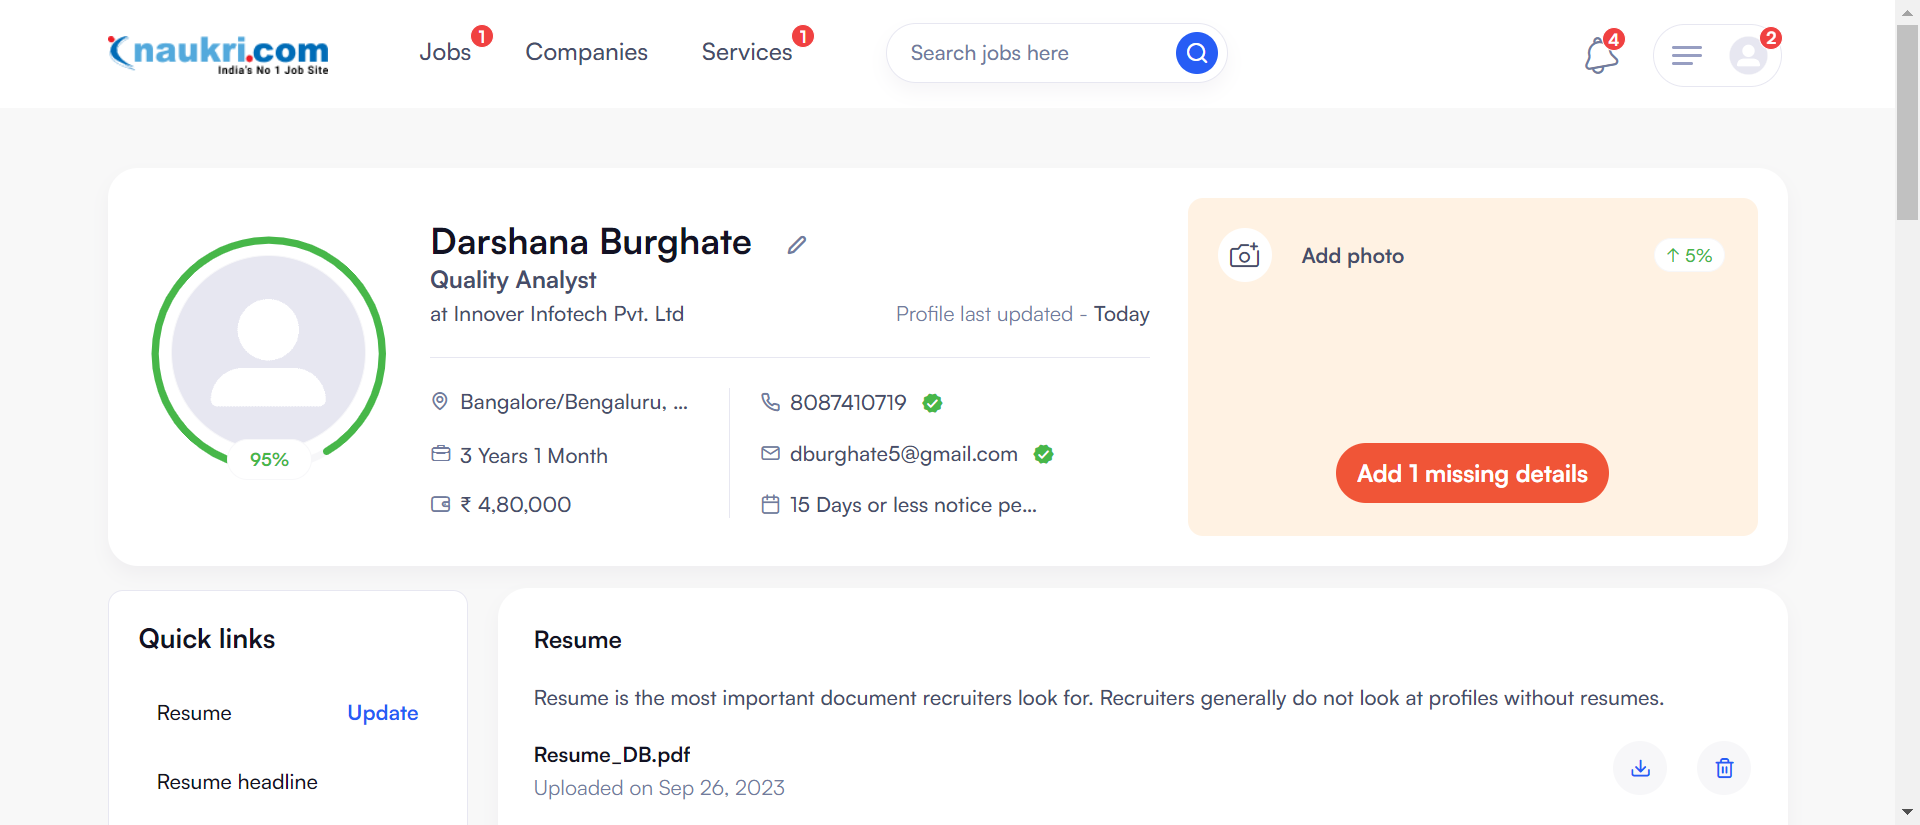 naukri.com
India's No 1 Job Site
Jobs 1
Companies
Services 1
Search jobs here
4
2
Darshana Burghate
Quality Analyst
at Innover Infotech Pvt. Ltd
Profile last updated - Today
95%
Bangalore/Bengaluru, ...
3 Years 1 Month
₹ 4,80,000
8087410719
dburghate5@gmail.com
15 Days or less notice pe...
Add photo
↑ 5%
Add 1 missing details
Quick links
Resume Update
Resume headline
Resume
Resume is the most important document recruiters look for. Recruiters generally do not look at profiles without resumes.
Resume_DB.pdf
Uploaded on Sep 26, 2023